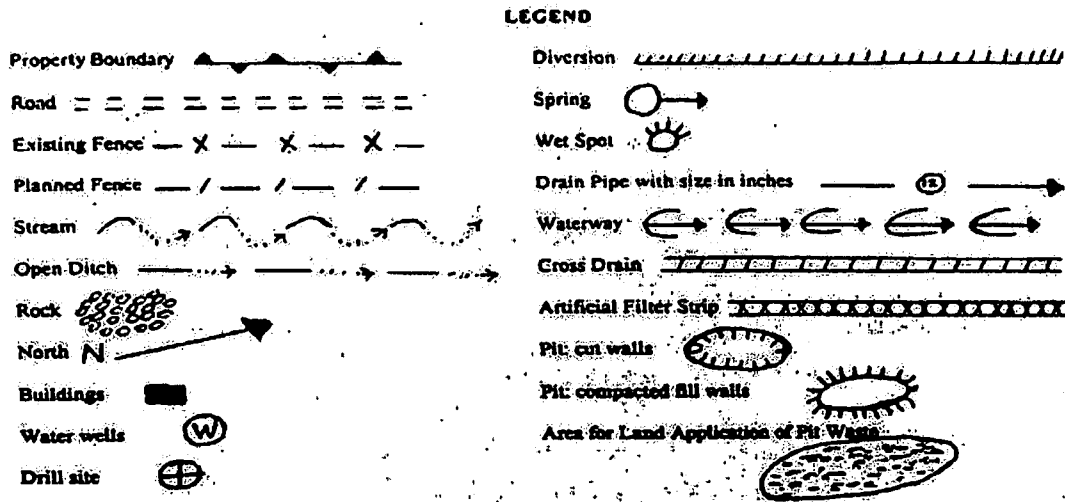 LEGEND
Property Boundary
Road
Existing Fence
Planned Fence
Stream
Open Ditch
Rock
North N
Buildings
Water wells W
Drill site
Diversion
Spring
Wet Spot
Drain Pipe with size in inches 12
Waterway
Cross Drain
Artificial Filter Strip
Pit: cut walls
Pit: compacted fill walls
Area for Land Application of Pit Waste